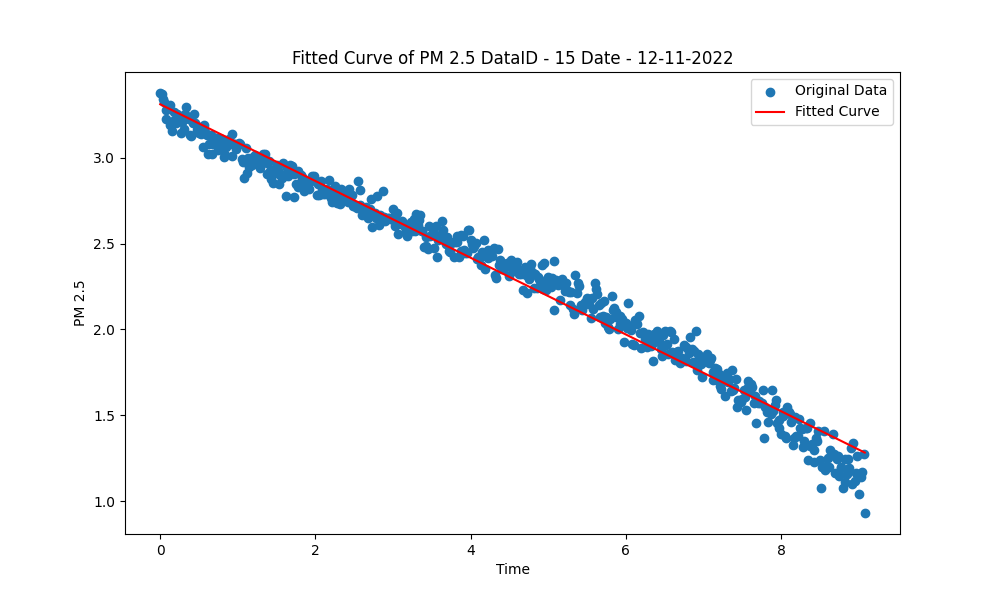 Fitted Curve of PM 2.5 DataID - 15 Date - 12-11-2022
Original Data
Fitted Curve
PM 2.5
3.0
2.5
2.0
1.5
1.0
0 2 4 6 8
Time